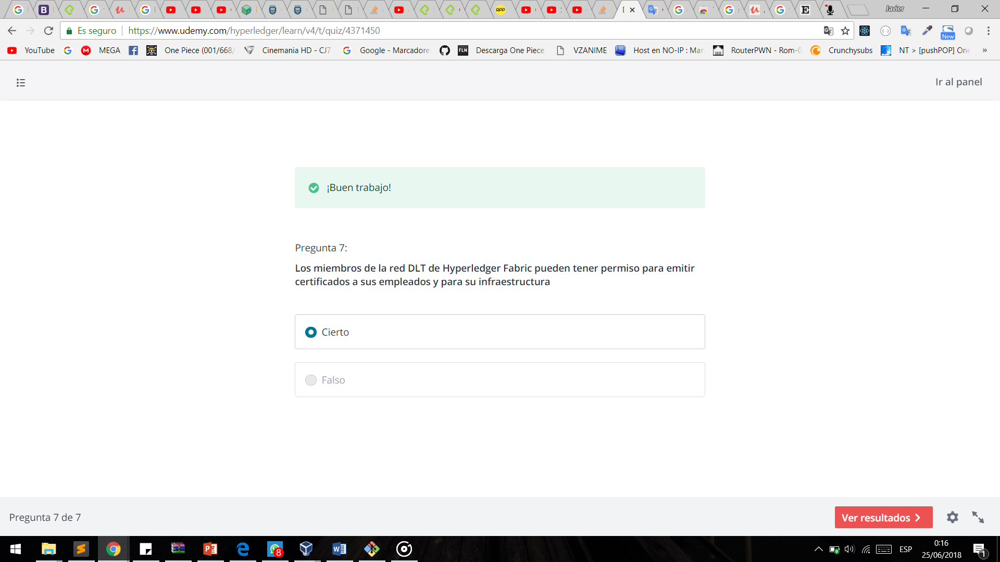 Javier
Es seguro
https://www.udemy.com/hyperledger/learn/v4/t/quiz/4371450
New
YouTube
MEGA
One Piece (001/668/
Cinemania HD - CJ7
Google - Marcadore
FLN
Descarga One Piece
VZANIME
Host en NO-IP : Man
RouterPWN - Rom-0
Crunchysubs
NT > [pushPOP] One
»
Ir al panel
¡Buen trabajo!
Pregunta 7:
Los miembros de la red DLT de Hyperledger Fabric pueden tener permiso para emitir
certificados a sus empleados y para su infraestructura
Cierto
Falso
Pregunta 7 de 7
Ver resultados
8
ESP
0:16
25/06/2018
1